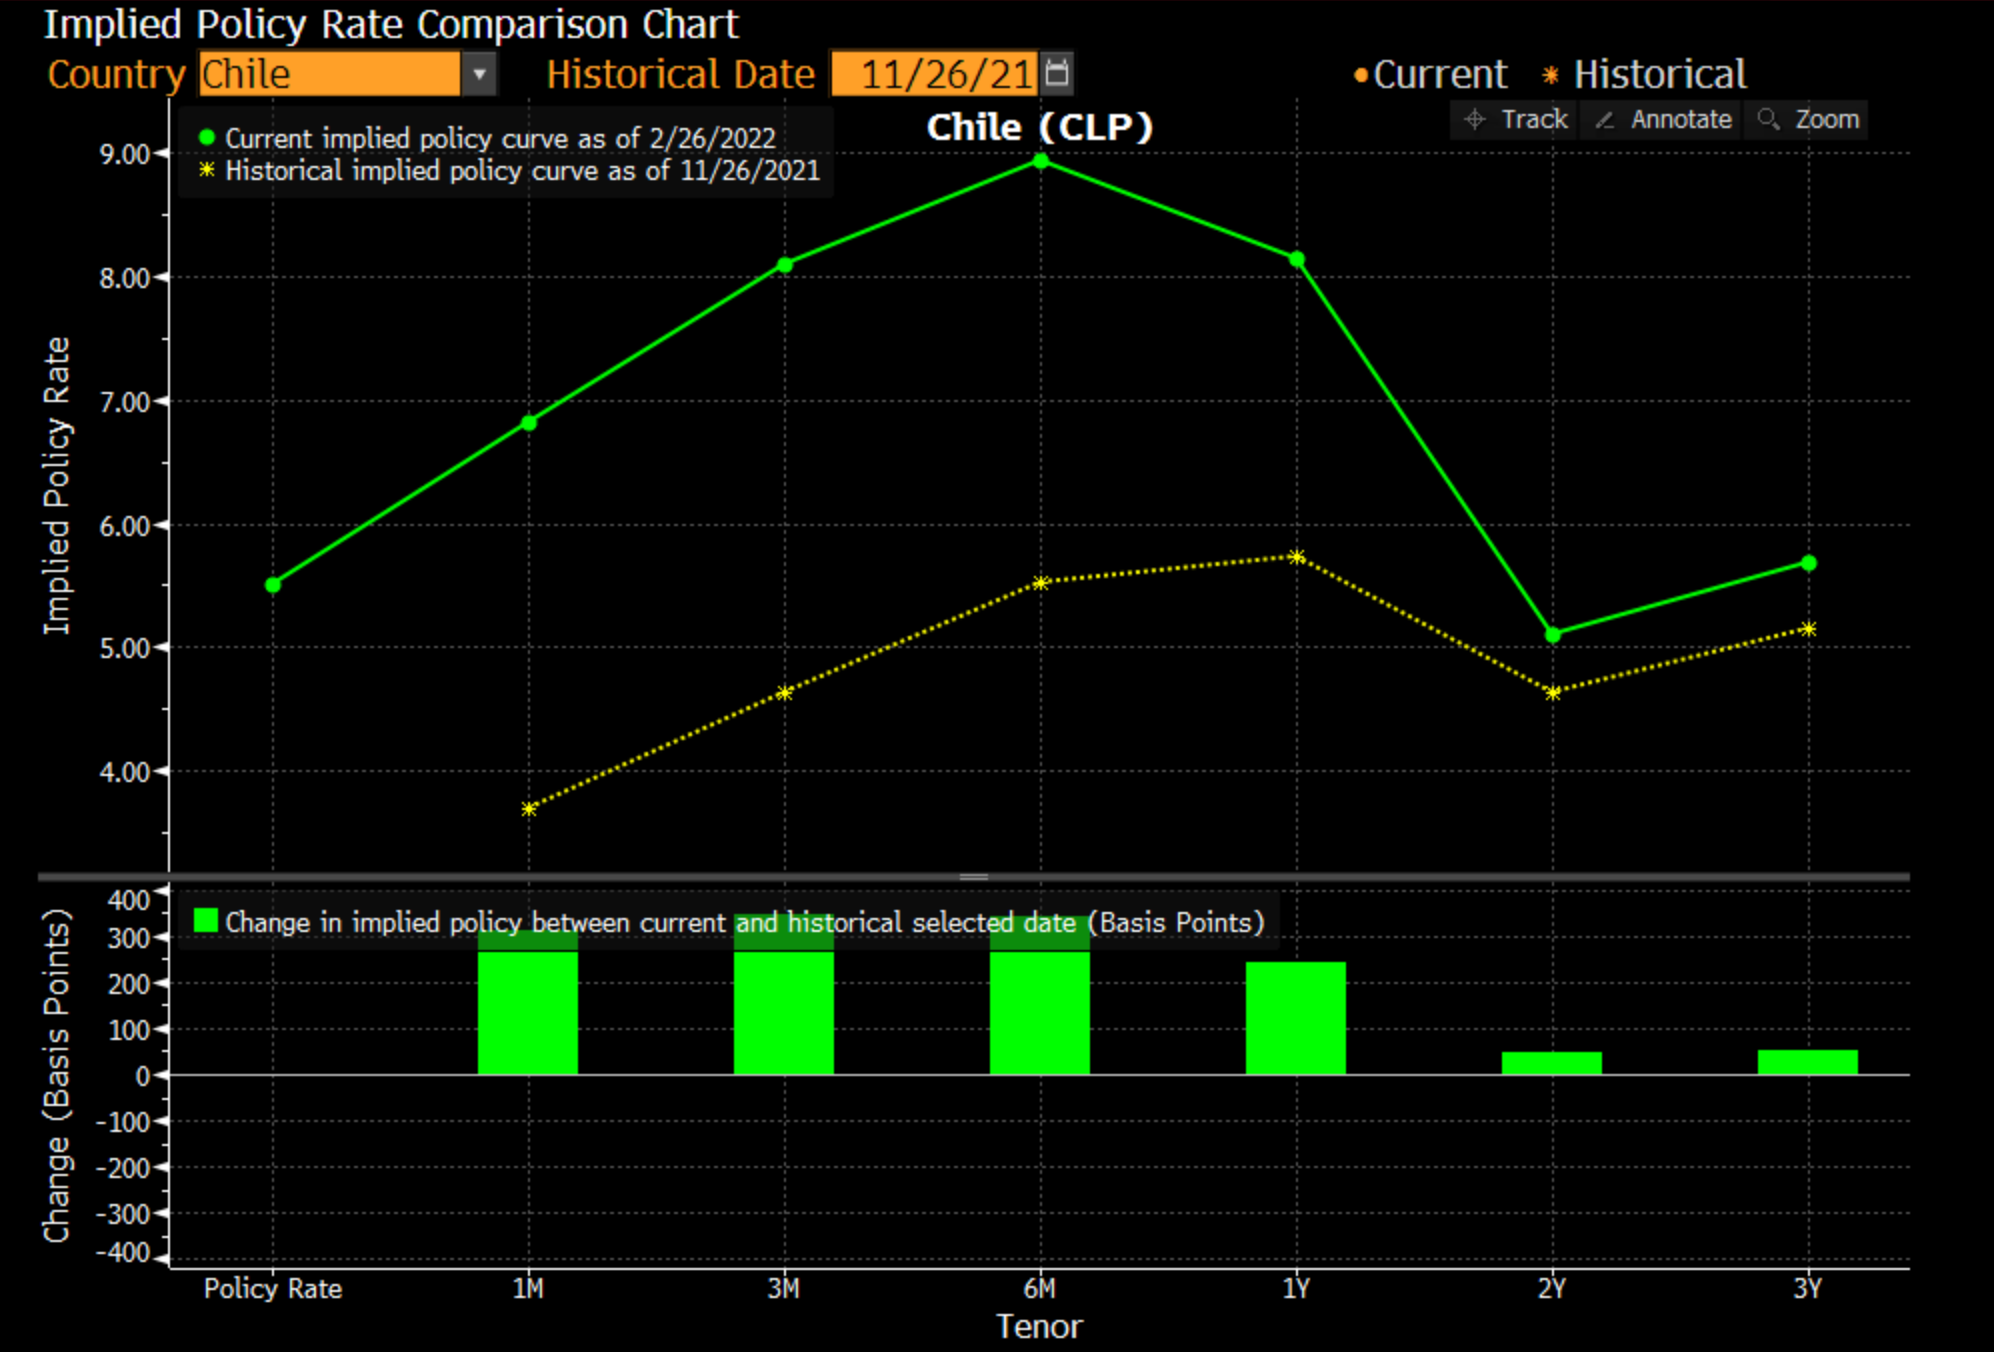 Implied Policy Rate Comparison Chart
Country Chile Historical Date 11/26/21 Current Historical
Track Annotate Zoom
Chile (CLP)
Current implied policy curve as of 2/26/2022
Historical implied policy curve as of 11/26/2021
Implied Policy Rate
9.00
8.00
7.00
6.00
5.00
4.00
Change in implied policy between current and historical selected date (Basis Points)
Change (Basis Points)
400
300
200
100
0
-100
-200
-300
-400
Policy Rate 1M 3M 6M 1Y 2Y 3Y
Tenor